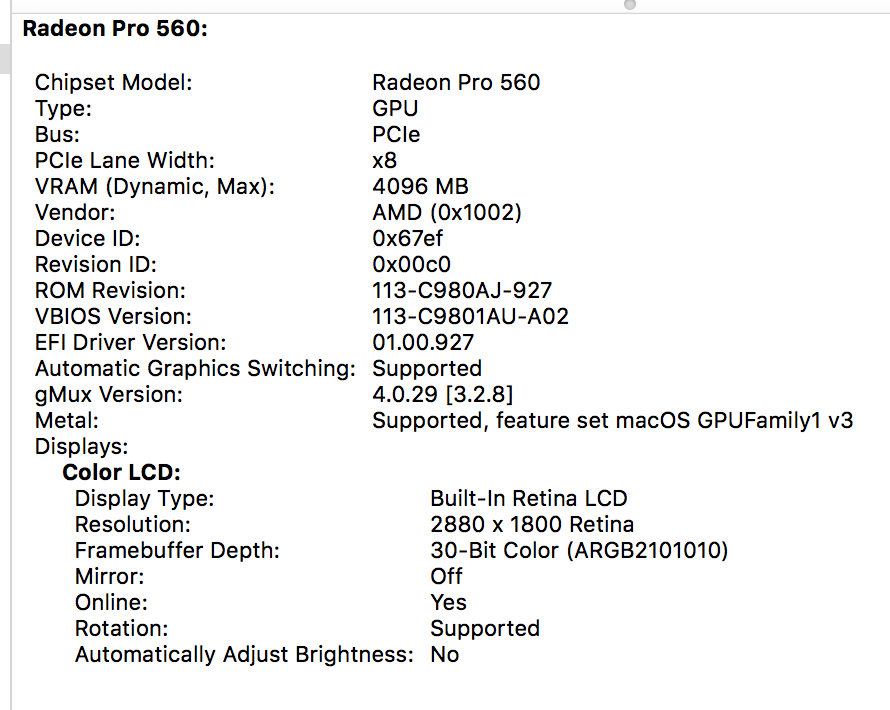 Radeon Pro 560:
Chipset Model: Radeon Pro 560
Type: GPU
Bus: PCIe
PCIe Lane Width: x8
VRAM (Dynamic, Max): 4096 MB
Vendor: AMD (0x1002)
Device ID: 0x67ef
Revision ID: 0x00c0
ROM Revision: 113-C980AJ-927
VBIOS Version: 113-C9801AU-A02
EFI Driver Version: 01.00.927
Automatic Graphics Switching: Supported
gMux Version: 4.0.29 [3.2.8]
Metal: Supported, feature set macOS GPUFamily1 v3
Displays:
Color LCD:
Display Type: Built-In Retina LCD
Resolution: 2880 x 1800 Retina
Framebuffer Depth: 30-Bit Color (ARGB2101010)
Mirror: Off
Online: Yes
Rotation: Supported
Automatically Adjust Brightness: No